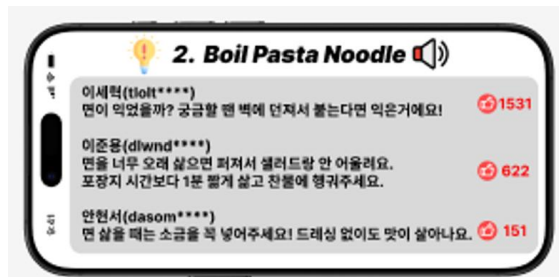 2. Boil Pasta Noodle
이세혁(tlolt****)
면이 익었을까? 궁금할 땐 벽에 던져서 붙는다면 익은거에요!
1531
이준용(dlwnd****)
면을 너무 오래 삶으면 퍼져서 샐러드랑 안 어울려요.
포장지 시간보다 1분 짧게 삶고 찬물에 행궈주세요.
622
안현서(dasom****)
면 삶을 때는 소금을 꼭 넣어주세요! 드레싱 없이도 맛이 살아나요.
151